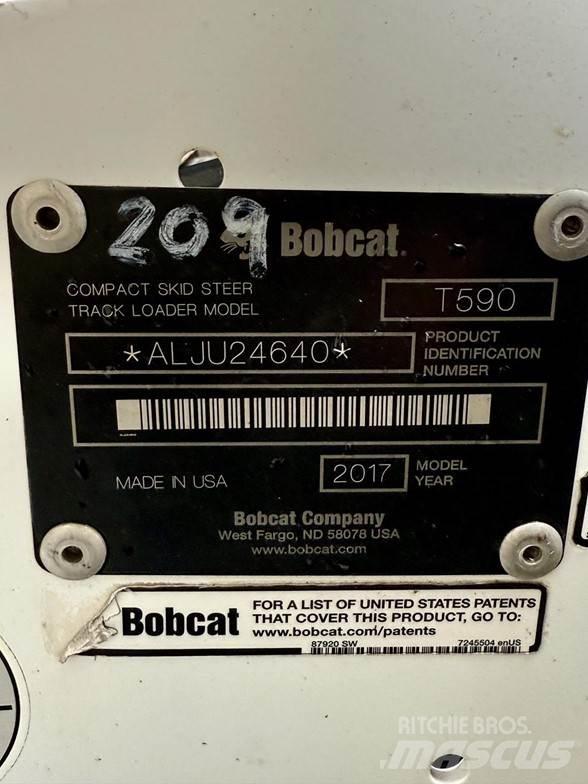 209
Bobcat®
COMPACT SKID STEER
TRACK LOADER MODEL
T590
*ALJU24640*
PRODUCT
IDENTIFICATION
NUMBER
MADE IN USA
2017
MODEL
YEAR
Bobcat Company
West Fargo, ND 58078 USA
www.bobcat.com
Bobcat
FOR A LIST OF UNITED STATES PATENTS
THAT COVER THIS PRODUCT, GO TO:
www.bobcat.com/patents
87920 SW
7245504 enUS
RITCHIE BROS.
mascus